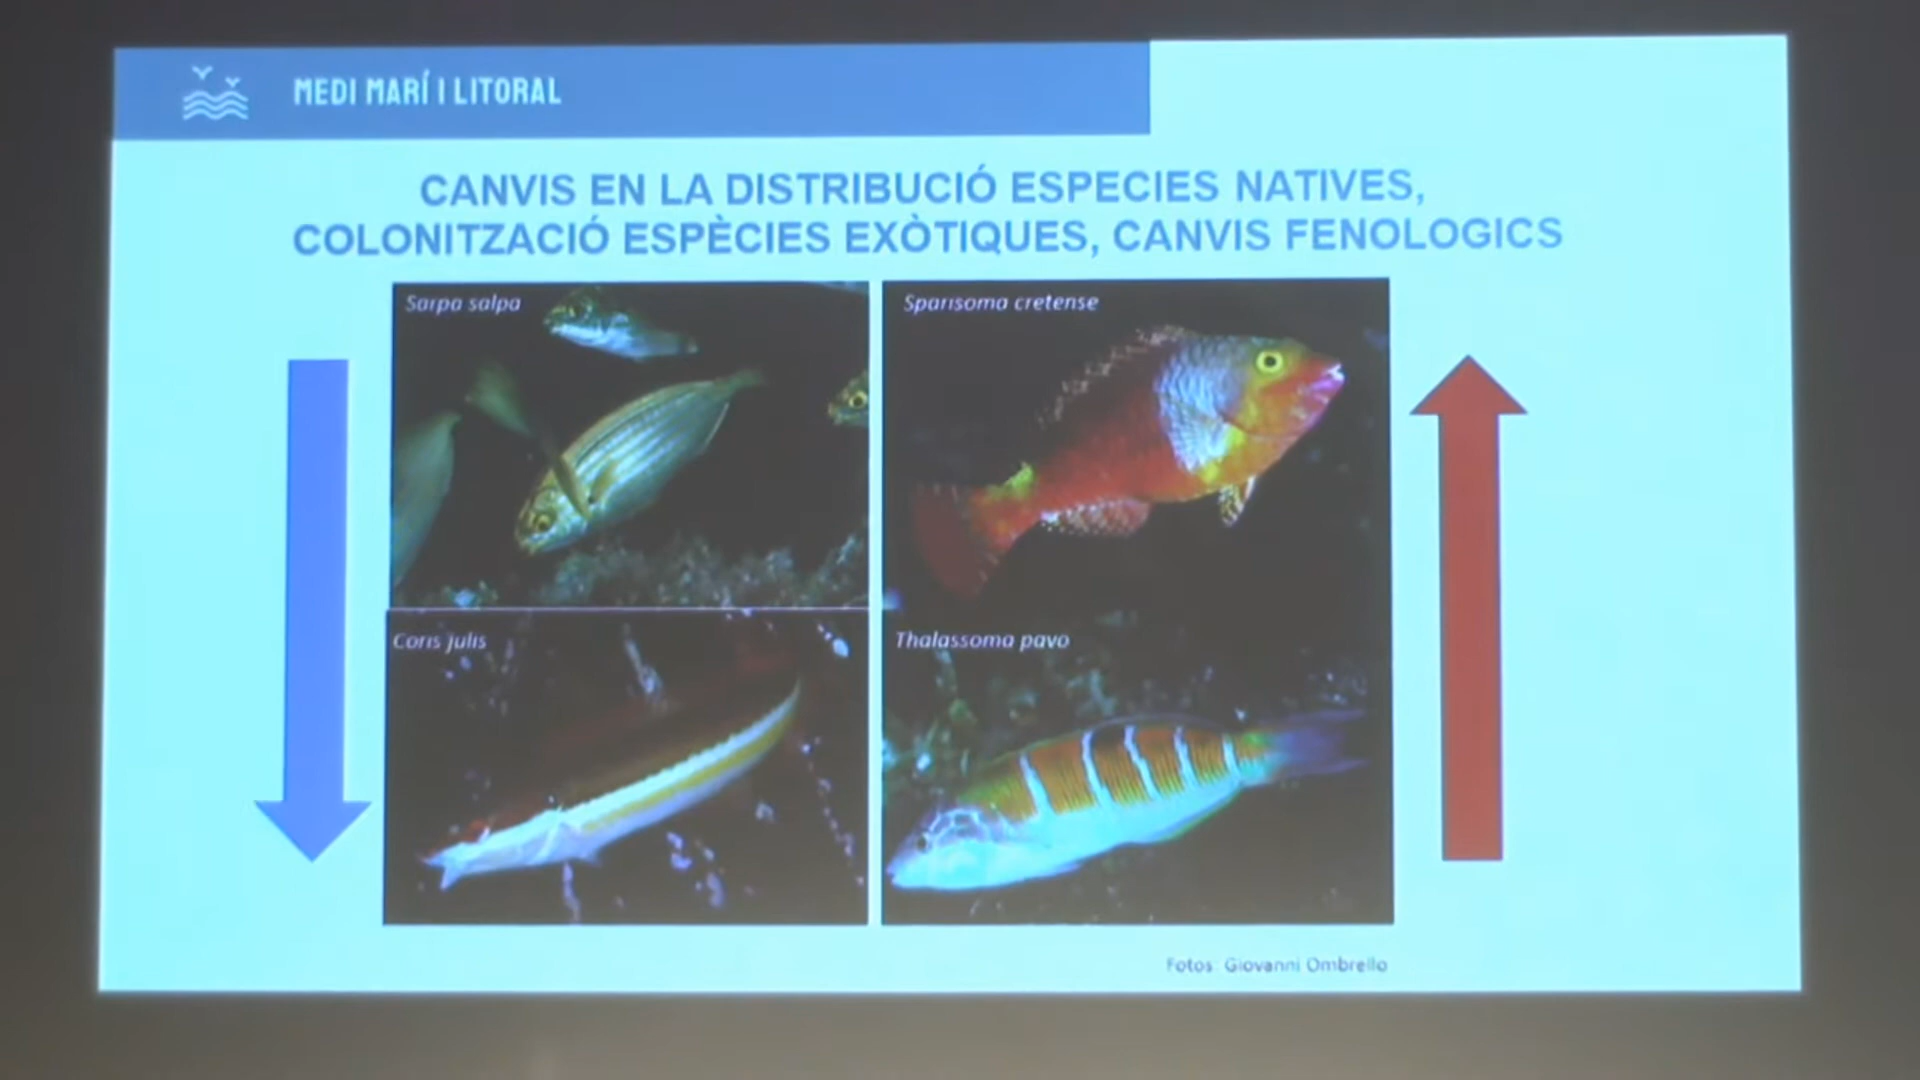 MEDI MARÍ I LITORAL
CANVIS EN LA DISTRIBUCIÓ ESPECIES NATIVES,
COLONITZACIÓ ESPÈCIES EXÒTIQUES, CANVIS FENOLOGICS
Sarpa salpa
Sparisoma cretense
Coris julis
Thalassoma pavo
Fotos: Giovanni Ombrello